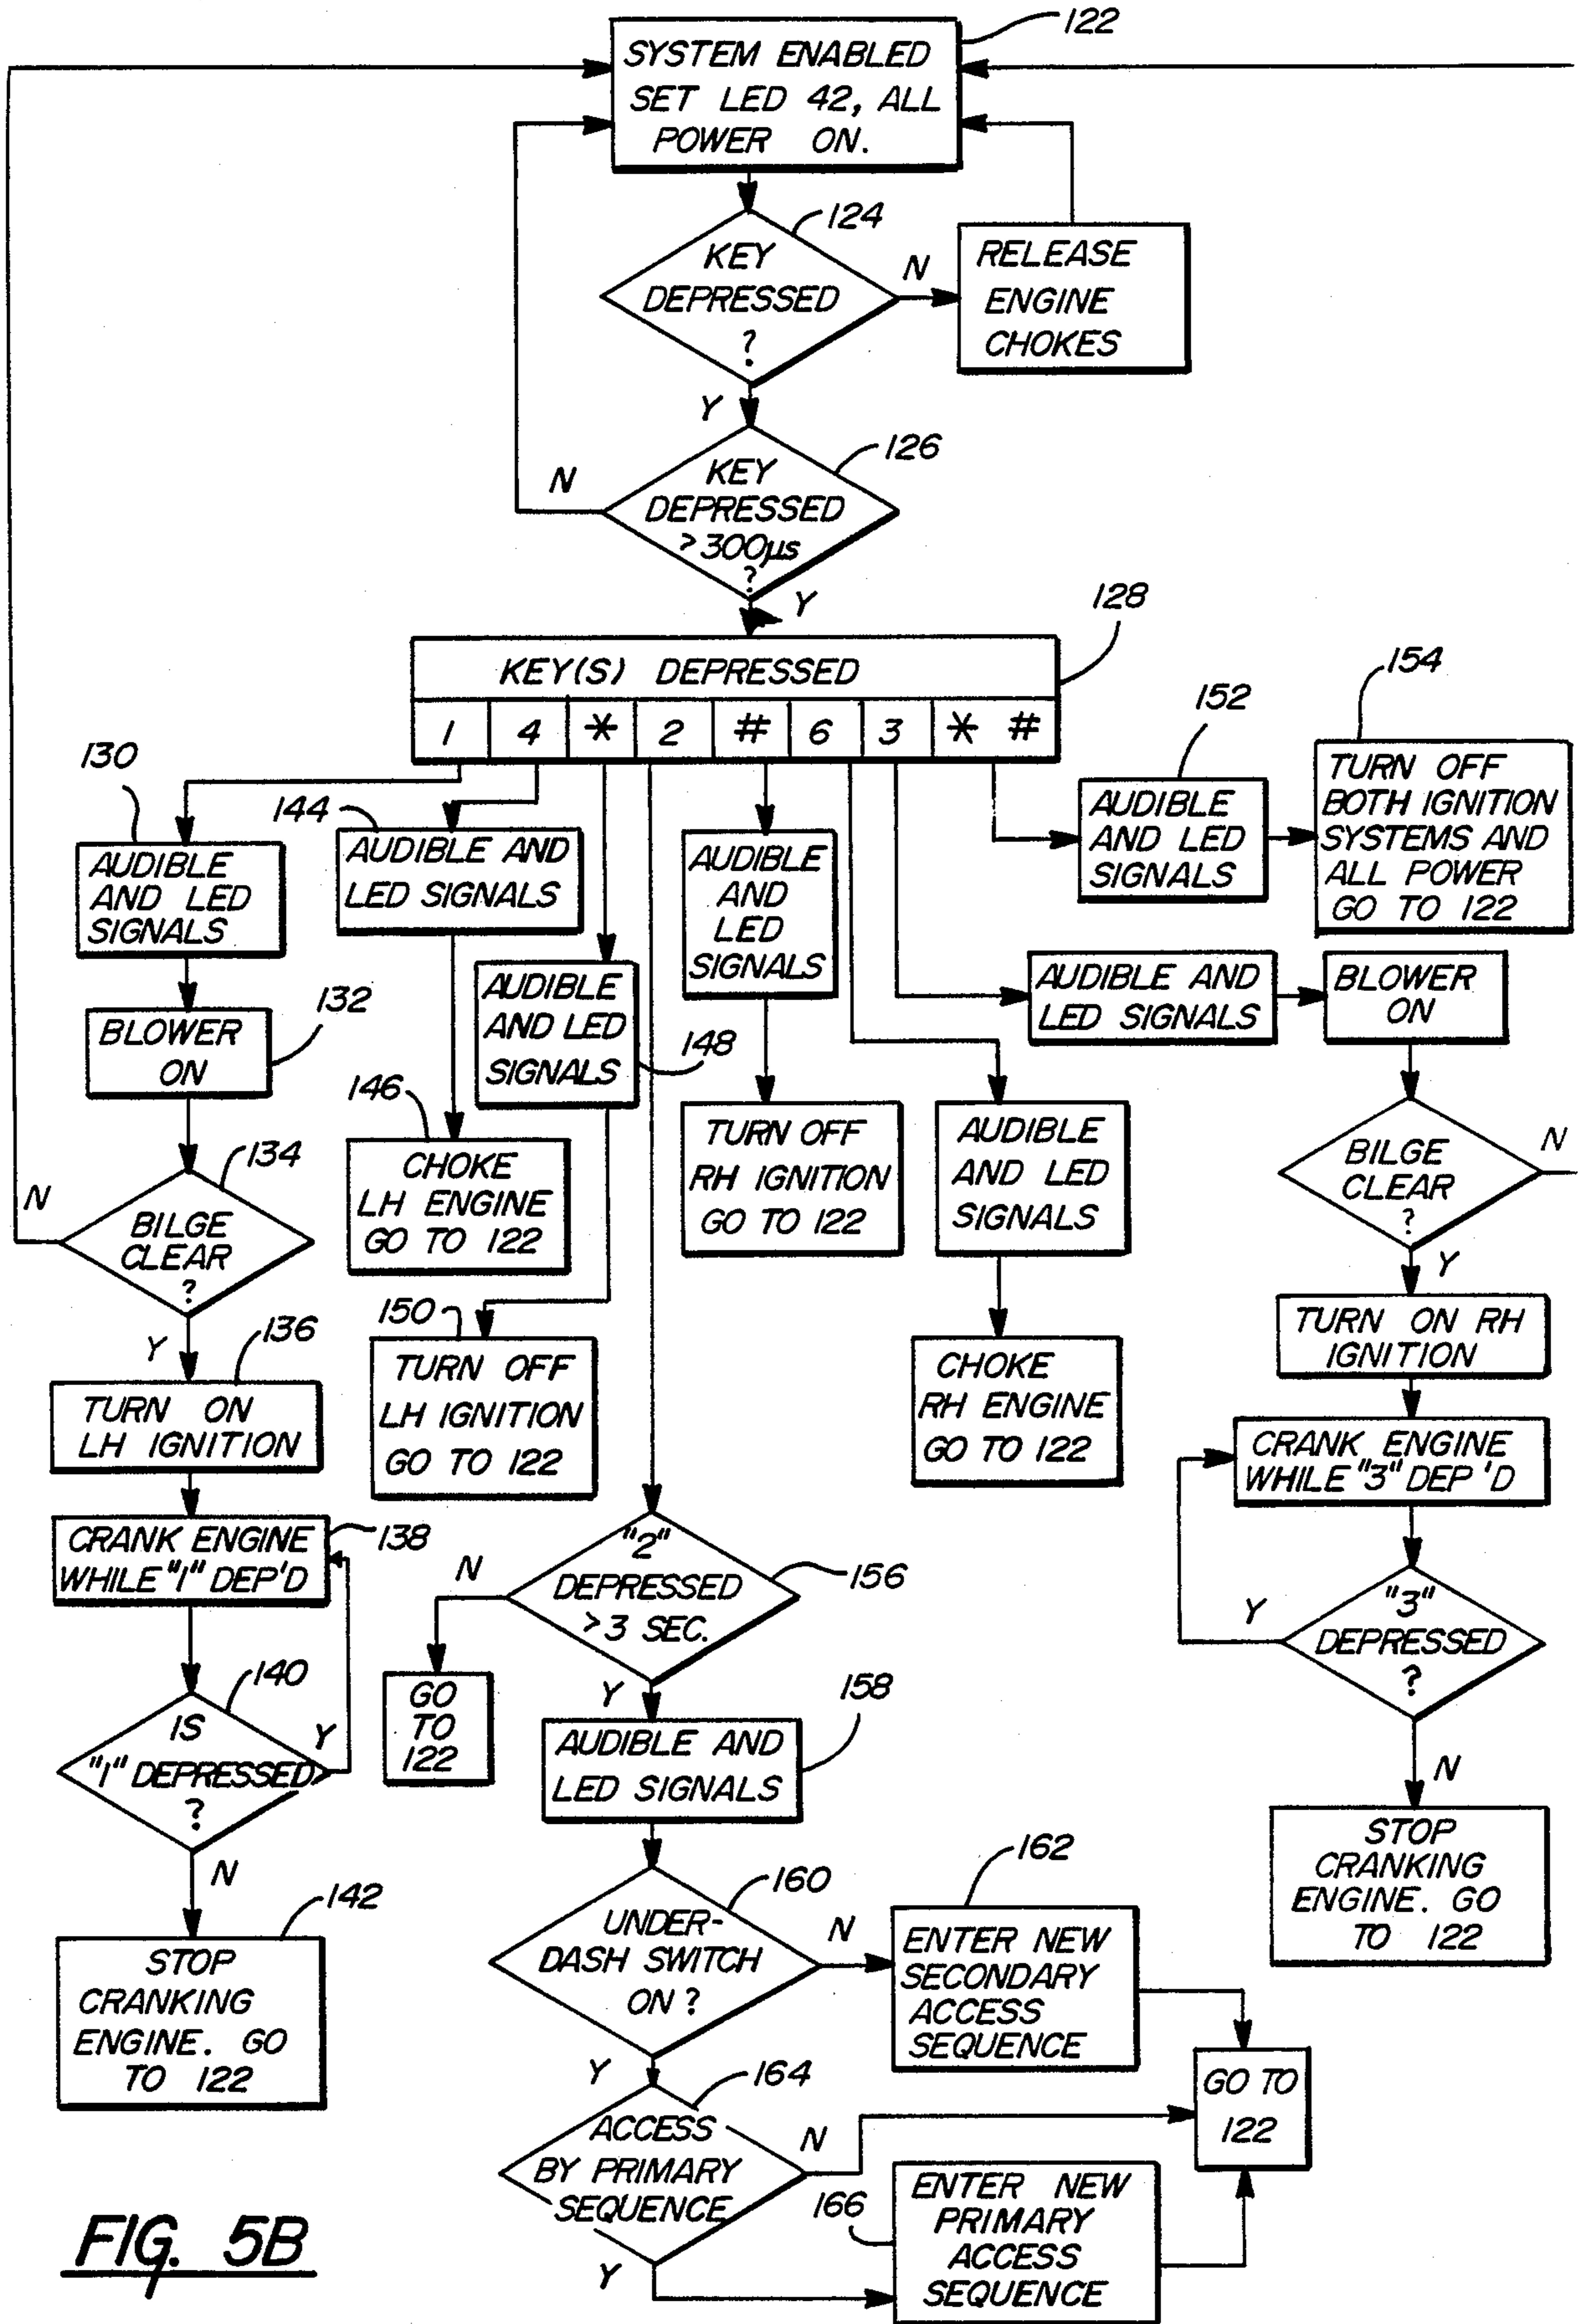 122
SYSTEM ENABLED
SET LED 42, ALL
POWER ON.
124
KEY
DEPRESSED
?
N
RELEASE
ENGINE
CHOKES
Y
126
KEY
DEPRESSED
>300µs
?
N
Y
128
KEY(S) DEPRESSED
1 4 * 2 # 6 3 * #
130
AUDIBLE
AND LED
SIGNALS
132
BLOWER
ON
134
BILGE
CLEAR
?
N
Y
136
TURN ON
LH IGNITION
138
CRANK ENGINE
WHILE "1" DEP'D
140
IS
"1" DEPRESSED
?
Y
N
142
STOP
CRANKING
ENGINE. GO
TO 122
144
AUDIBLE AND
LED SIGNALS
146
CHOKE
LH ENGINE
GO TO 122
AUDIBLE
AND LED
SIGNALS
148
150
TURN OFF
LH IGNITION
GO TO 122
"2"
DEPRESSED
>3 SEC.
156
N
GO
TO
122
Y
158
AUDIBLE AND
LED SIGNALS
160
UNDER-
DASH SWITCH
ON ?
N
162
ENTER NEW
SECONDARY
ACCESS
SEQUENCE
Y
164
ACCESS
BY PRIMARY
SEQUENCE
N
GO TO
122
Y
166
ENTER NEW
PRIMARY
ACCESS
SEQUENCE
AUDIBLE
AND
LED
SIGNALS
TURN OFF
RH IGNITION
GO TO 122
AUDIBLE
AND LED
SIGNALS
CHOKE
RH ENGINE
GO TO 122
AUDIBLE AND
LED SIGNALS
BLOWER
ON
BILGE
CLEAR
?
N
Y
TURN ON RH
IGNITION
CRANK ENGINE
WHILE "3" DEP'D
"3"
DEPRESSED
?
Y
N
STOP
CRANKING
ENGINE. GO
TO 122
152
AUDIBLE
AND LED
SIGNALS
154
TURN OFF
BOTH IGNITION
SYSTEMS AND
ALL POWER
GO TO 122
FIG. 5B